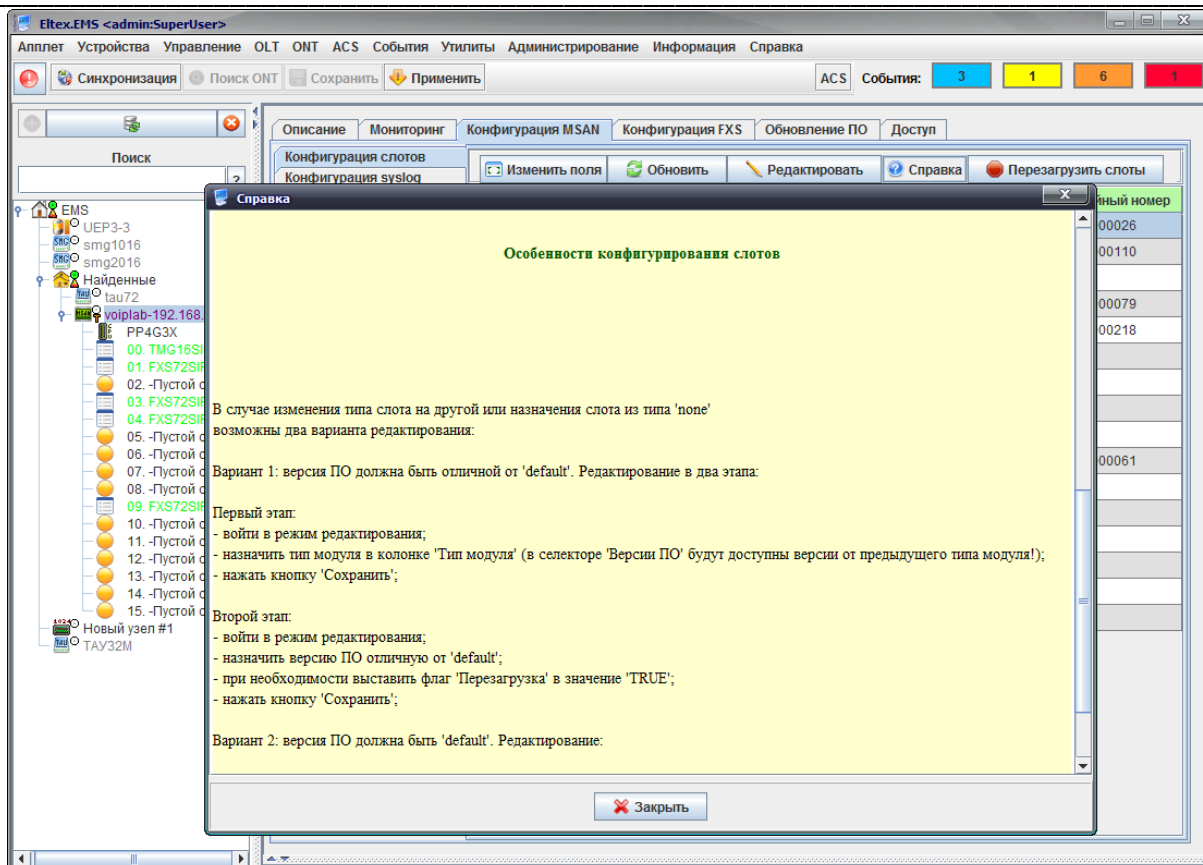 Eltex.EMS <admin:SuperUser>
Апплет Устройства Управление OLT ONT ACS События Утилиты Администрирование Информация Справка
Синхронизация Поиск ONT Сохранить Применить ACS События: 3 1 6 1
Поиск
?
EMS
UEP3-3
smg1016
smg2016
Найденные
tau72
voiplab-192.168.
PP4G3X
00. TMG16SI
01. FXS72SIP
02. -Пустой с
03. FXS72SIP
04. FXS72SIP
05. -Пустой с
06. -Пустой с
07. -Пустой с
08. -Пустой с
09. FXS72SIP
10. -Пустой с
11. -Пустой с
12. -Пустой с
13. -Пустой с
14. -Пустой с
15. -Пустой с
Новый узел #1
ТАУ32М
Описание Мониторинг Конфигурация MSAN Конфигурация FXS Обновление ПО Доступ
Конфигурация слотов
Конфигурация syslog
Изменить поля Обновить Редактировать Справка Перезагрузить слоты
йный номер
00026
00110
00079
00218
00061
Справка
Особенности конфигурирования слотов
В случае изменения типа слота на другой или назначения слота из типа 'none'
возможны два варианта редактирования:
Вариант 1: версия ПО должна быть отличной от 'default'. Редактирование в два этапа:
Первый этап:
- войти в режим редактирования;
- назначить тип модуля в колонке 'Тип модуля' (в селекторе 'Версии ПО' будут доступны версии от предыдущего типа модуля!);
- нажать кнопку 'Сохранить';
Второй этап:
- войти в режим редактирования;
- назначить версию ПО отличную от 'default';
- при необходимости выставить флаг 'Перезагрузка' в значение 'TRUE';
- нажать кнопку 'Сохранить';
Вариант 2: версия ПО должна быть 'default'. Редактирование:
Закрыть